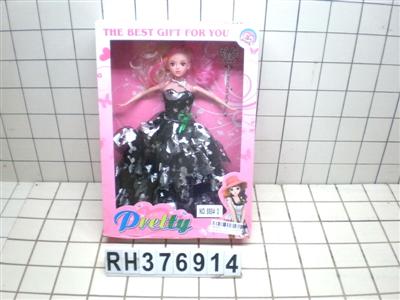 THE BEST GIFT FOR YOU
Pretty
RH376914